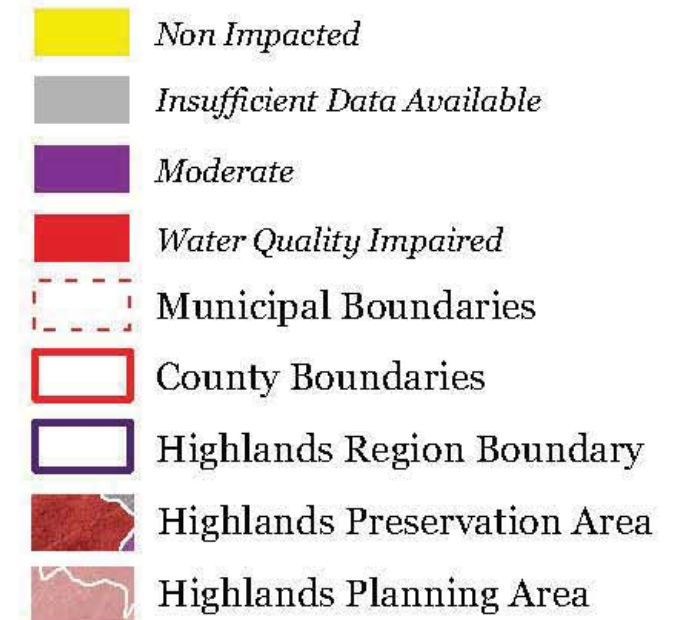 Non Impacted
Insufficient Data Available
Moderate
Water Quality Impaired
Municipal Boundaries
County Boundaries
Highlands Region Boundary
Highlands Preservation Area
Highlands Planning Area